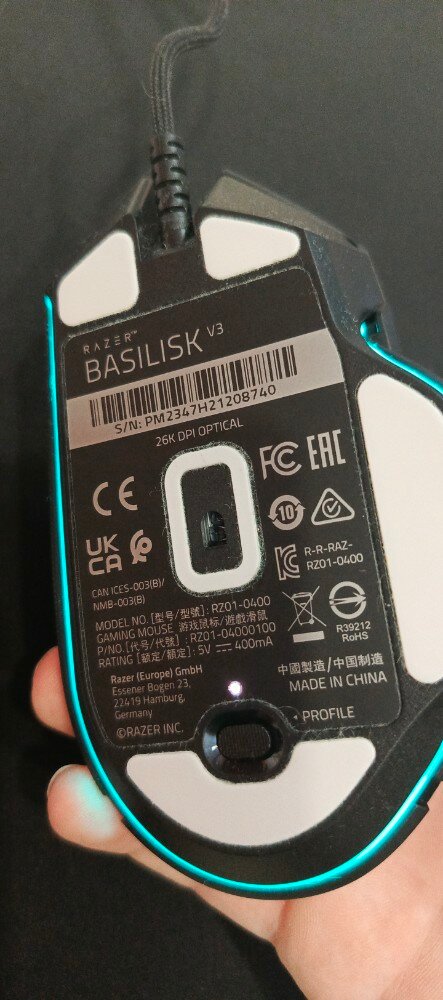 RAZER™
BASILISK V3
S/N: PM2347H21208740
26K DPI OPTICAL
CE
FC
EAC
UK
CA
10
CAN ICES-003(B)/
NMB-003(B)
R-R-RAZ-
RZ01-0400
MODEL NO. [型号/型號]: RZ01-0400
GAMING MOUSE 游戏鼠标/遊戲滑鼠
P/NO. [代号/代號] : RZ01-04000100
RATING [额定/額定] : 5V ⎓ 400mA
R39212
RoHS
Razer (Europe) GmbH
Essener Bogen 23,
22419 Hamburg,
Germany
©RAZER INC.
中國製造/中国制造
MADE IN CHINA
PROFILE